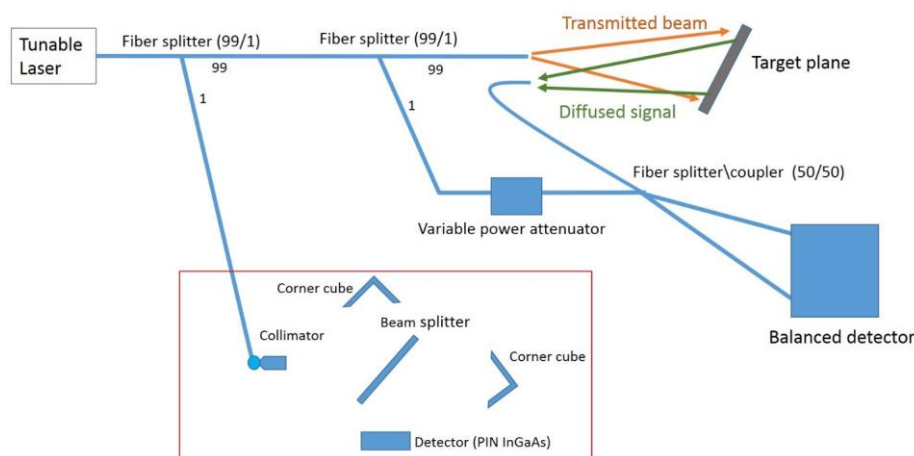 Tunable
Laser
Fiber splitter (99/1)
99
1
Fiber splitter (99/1)
99
1
Transmitted beam
Target plane
Diffused signal
Fiber splitter\coupler (50/50)
Variable power attenuator
Balanced detector
Corner cube
Beam splitter
Collimator
Corner cube
Detector (PIN InGaAs)